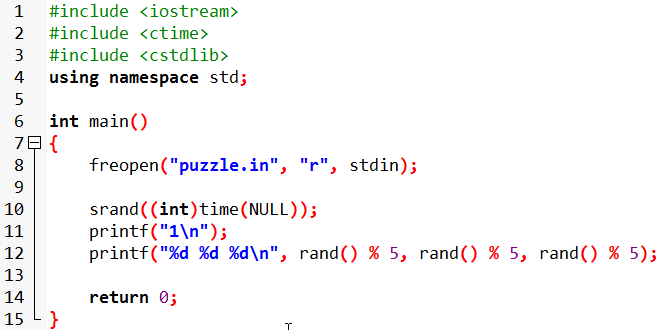 1 #include <iostream>
2 #include <ctime>
3 #include <cstdlib>
4 using namespace std;
5
6 int main()
7 {
8 freopen("puzzle.in", "r", stdin);
9
10 srand((int)time(NULL));
11 printf("1\n");
12 printf("%d %d %d\n", rand() % 5, rand() % 5, rand() % 5);
13
14 return 0;
15 }